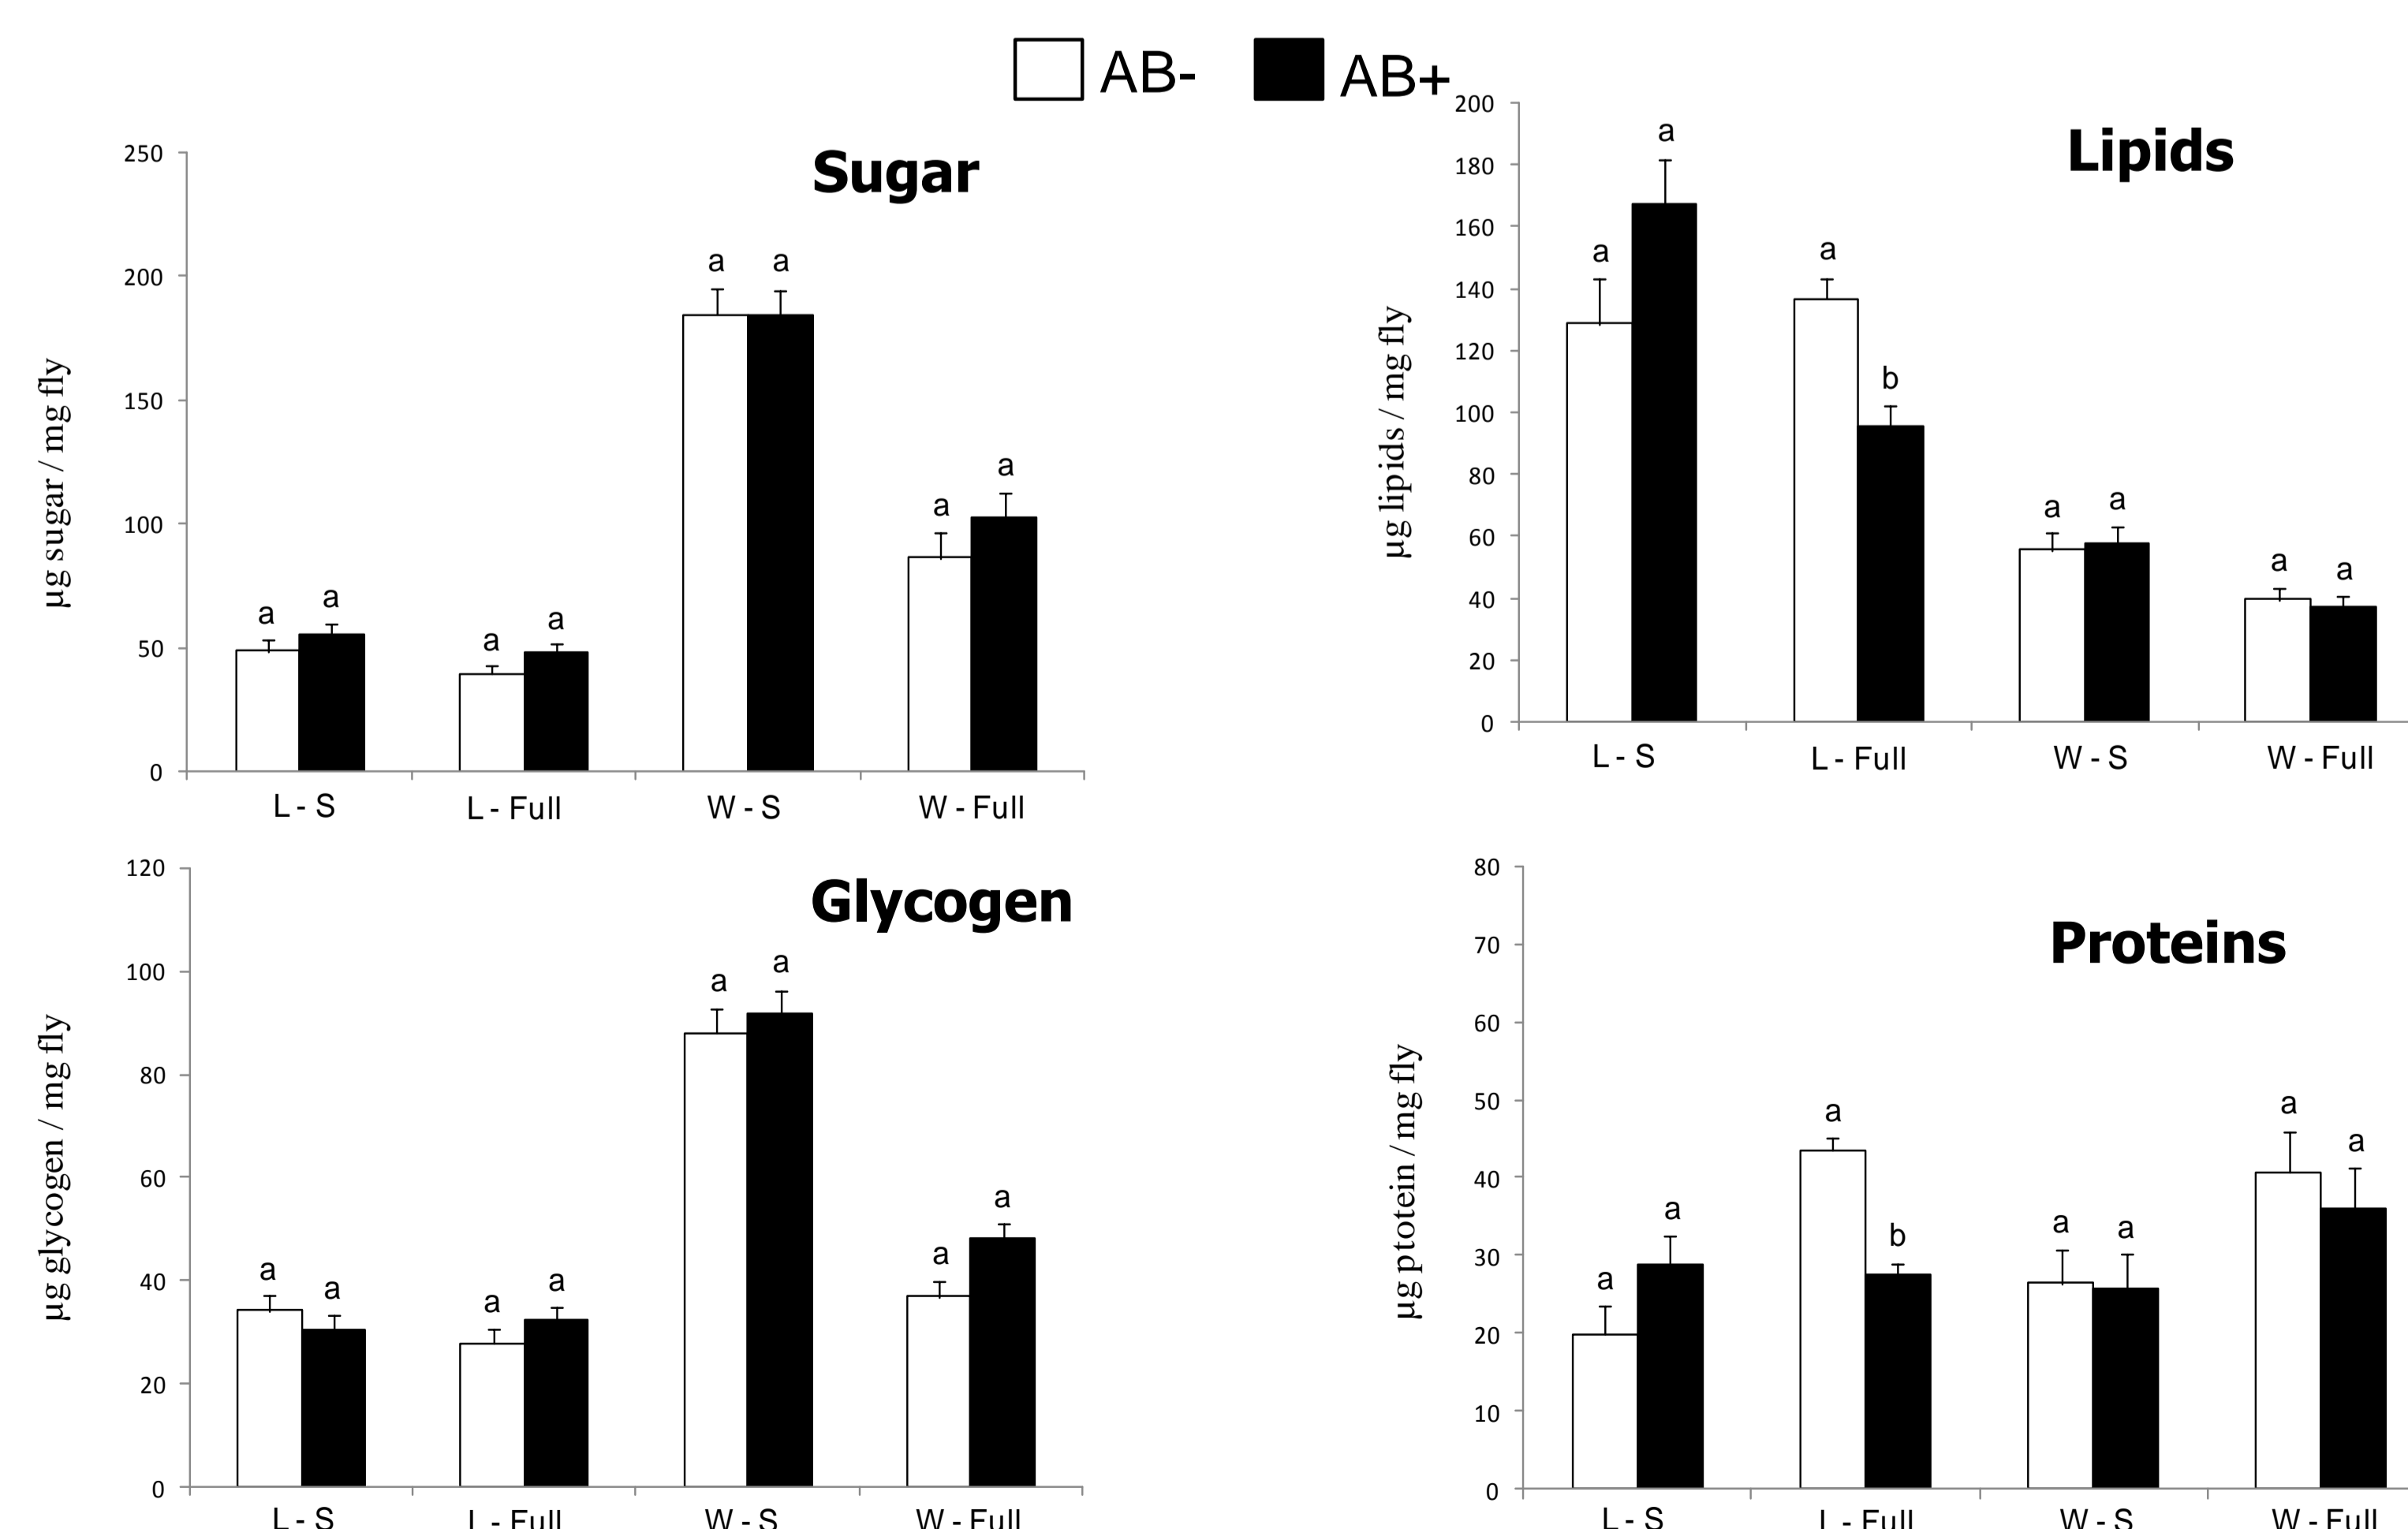 AB- AB+
Sugar
250
200
150
100
50
0
µg sugar / mg fly
a a a a a a a a
L - S L - Full W - S W - Full
Lipids
200
180
160
140
120
100
80
60
40
20
0
µg lipids / mg fly
a a a b a a a a
L - S L - Full W - S W - Full
Glycogen
120
100
80
60
40
20
0
µg glycogen / mg fly
a a a a a a a a
L - S L - Full W - S W - Full
Proteins
80
70
60
50
40
30
20
10
0
µg ptotein / mg fly
a a a b a a a a
L - S L - Full W - S W - Full